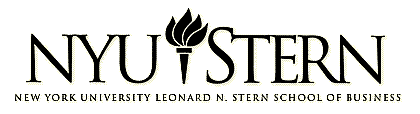 NYU STERN
NEW YORK UNIVERSITY LEONARD N. STERN SCHOOL OF BUSINESS